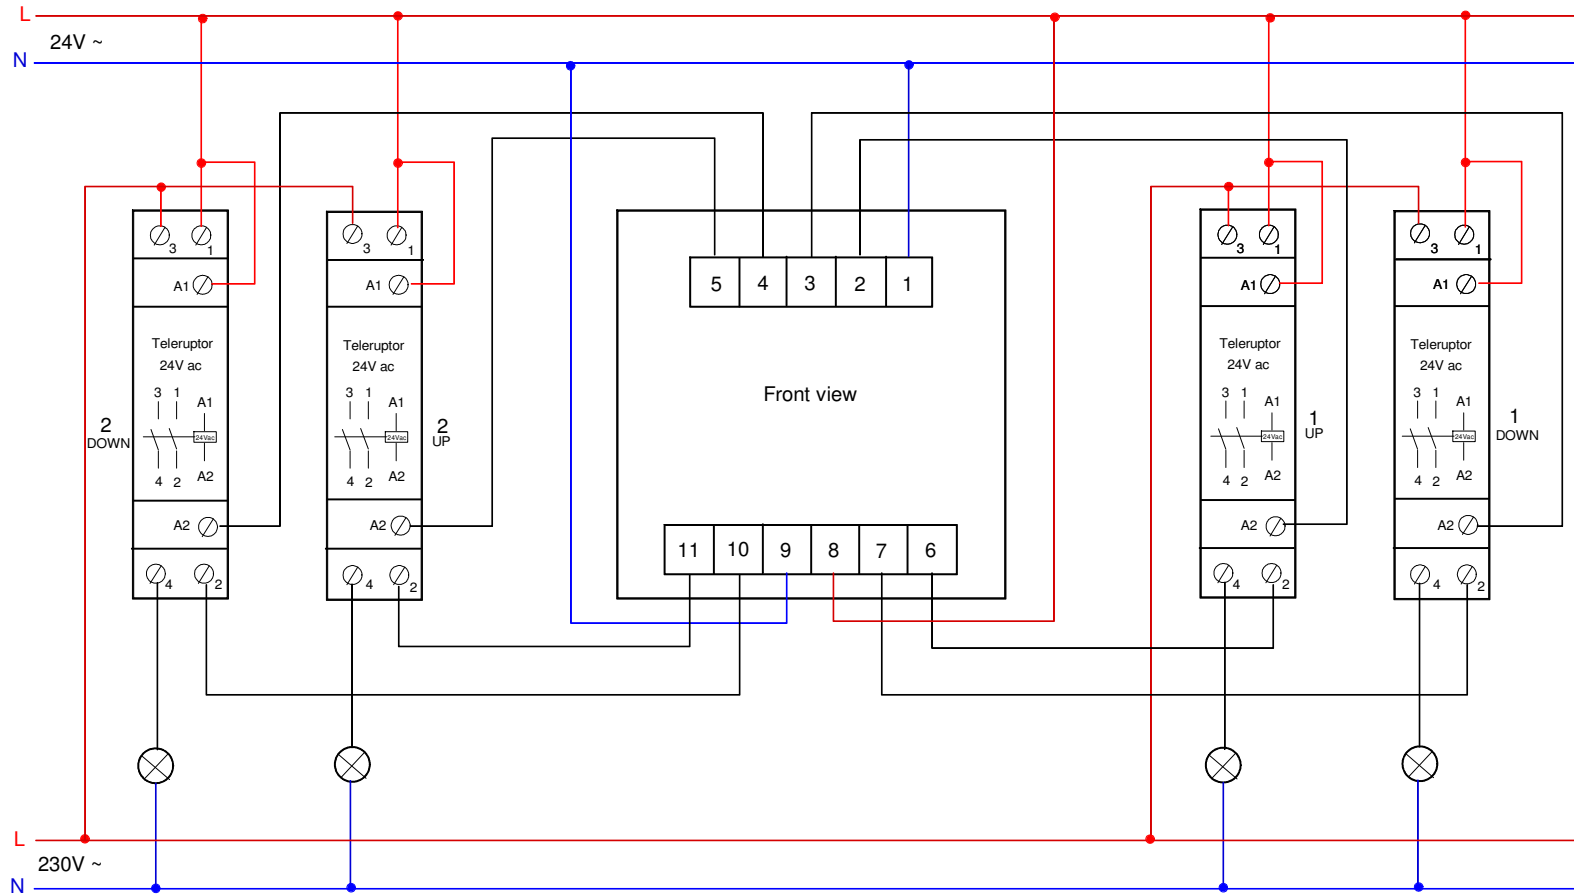 L
24V ~
N
3 1
A1
Teleruptor
24V ac
3 1
A1
24Vac
4 2
A2
2
DOWN
A2
4 2
3 1
A1
Teleruptor
24V ac
3 1
A1
24Vac
4 2
A2
2
UP
A2
4 2
5 4 3 2 1
Front view
11 10 9 8 7 6
3 1
A1
Teleruptor
24V ac
3 1
A1
24Vac
4 2
A2
1
UP
A2
4 2
3 1
A1
Teleruptor
24V ac
3 1
A1
24Vac
4 2
A2
1
DOWN
A2
4 2
L
230V ~
N